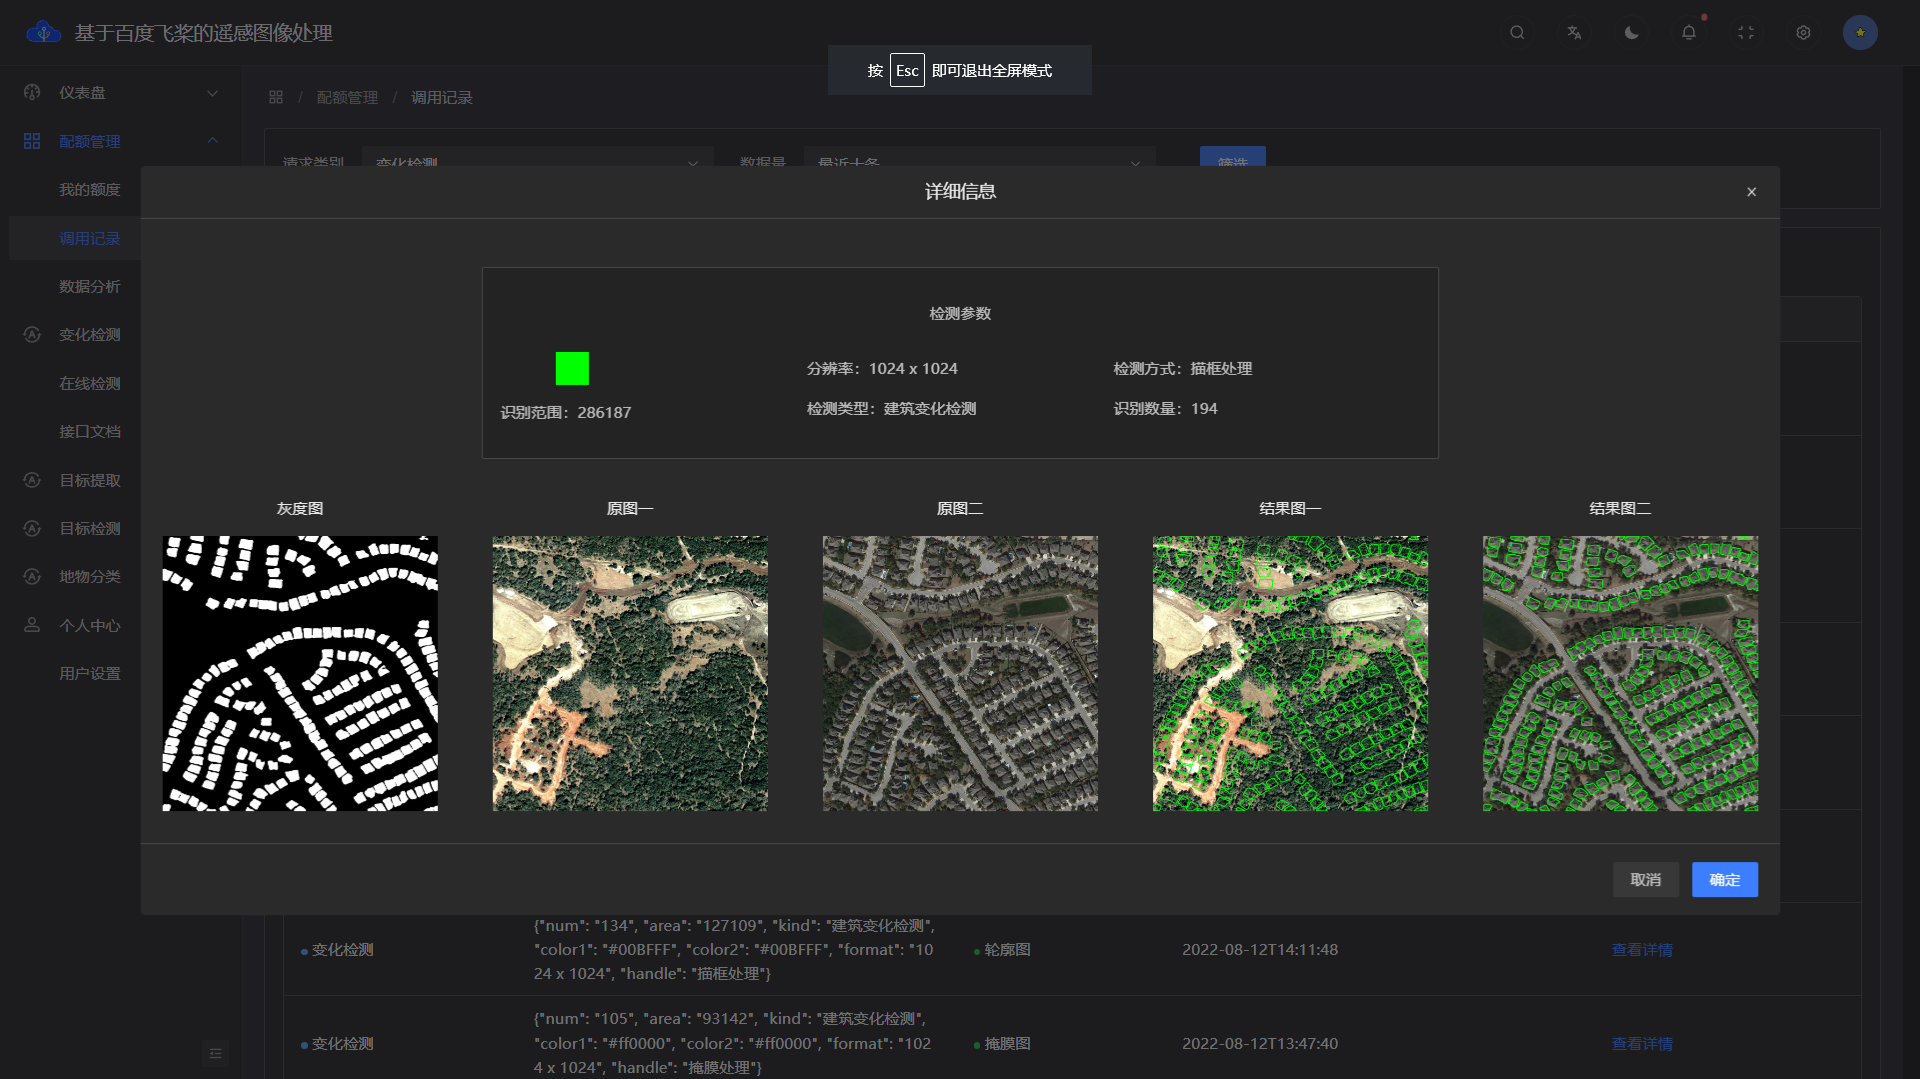 基于百度飞桨的遥感图像处理
按 Esc 即可退出全屏模式
仪表盘
配额管理
我的额度
调用记录
数据分析
变化检测
在线检测
接口文档
目标提取
目标检测
地物分类
个人中心
用户设置
/ 配额管理 / 调用记录
请求类别 变化检测 数据量 最近十条 筛选
详细信息
检测参数
识别范围：286187
分辨率：1024 x 1024
检测方式：描框处理
检测类型：建筑变化检测
识别数量：194
灰度图
原图一
原图二
结果图一
结果图二
取消
确定
变化检测
{"num": "134", "area": "127109", "kind": "建筑变化检测",
"color1": "#00BFFF", "color2": "#00BFFF", "format": "10
24 x 1024", "handle": "描框处理"}
轮廓图
2022-08-12T14:11:48
查看详情
变化检测
{"num": "105", "area": "93142", "kind": "建筑变化检测",
"color1": "#ff0000", "color2": "#ff0000", "format": "102
4 x 1024", "handle": "掩膜处理"}
掩膜图
2022-08-12T13:47:40
查看详情